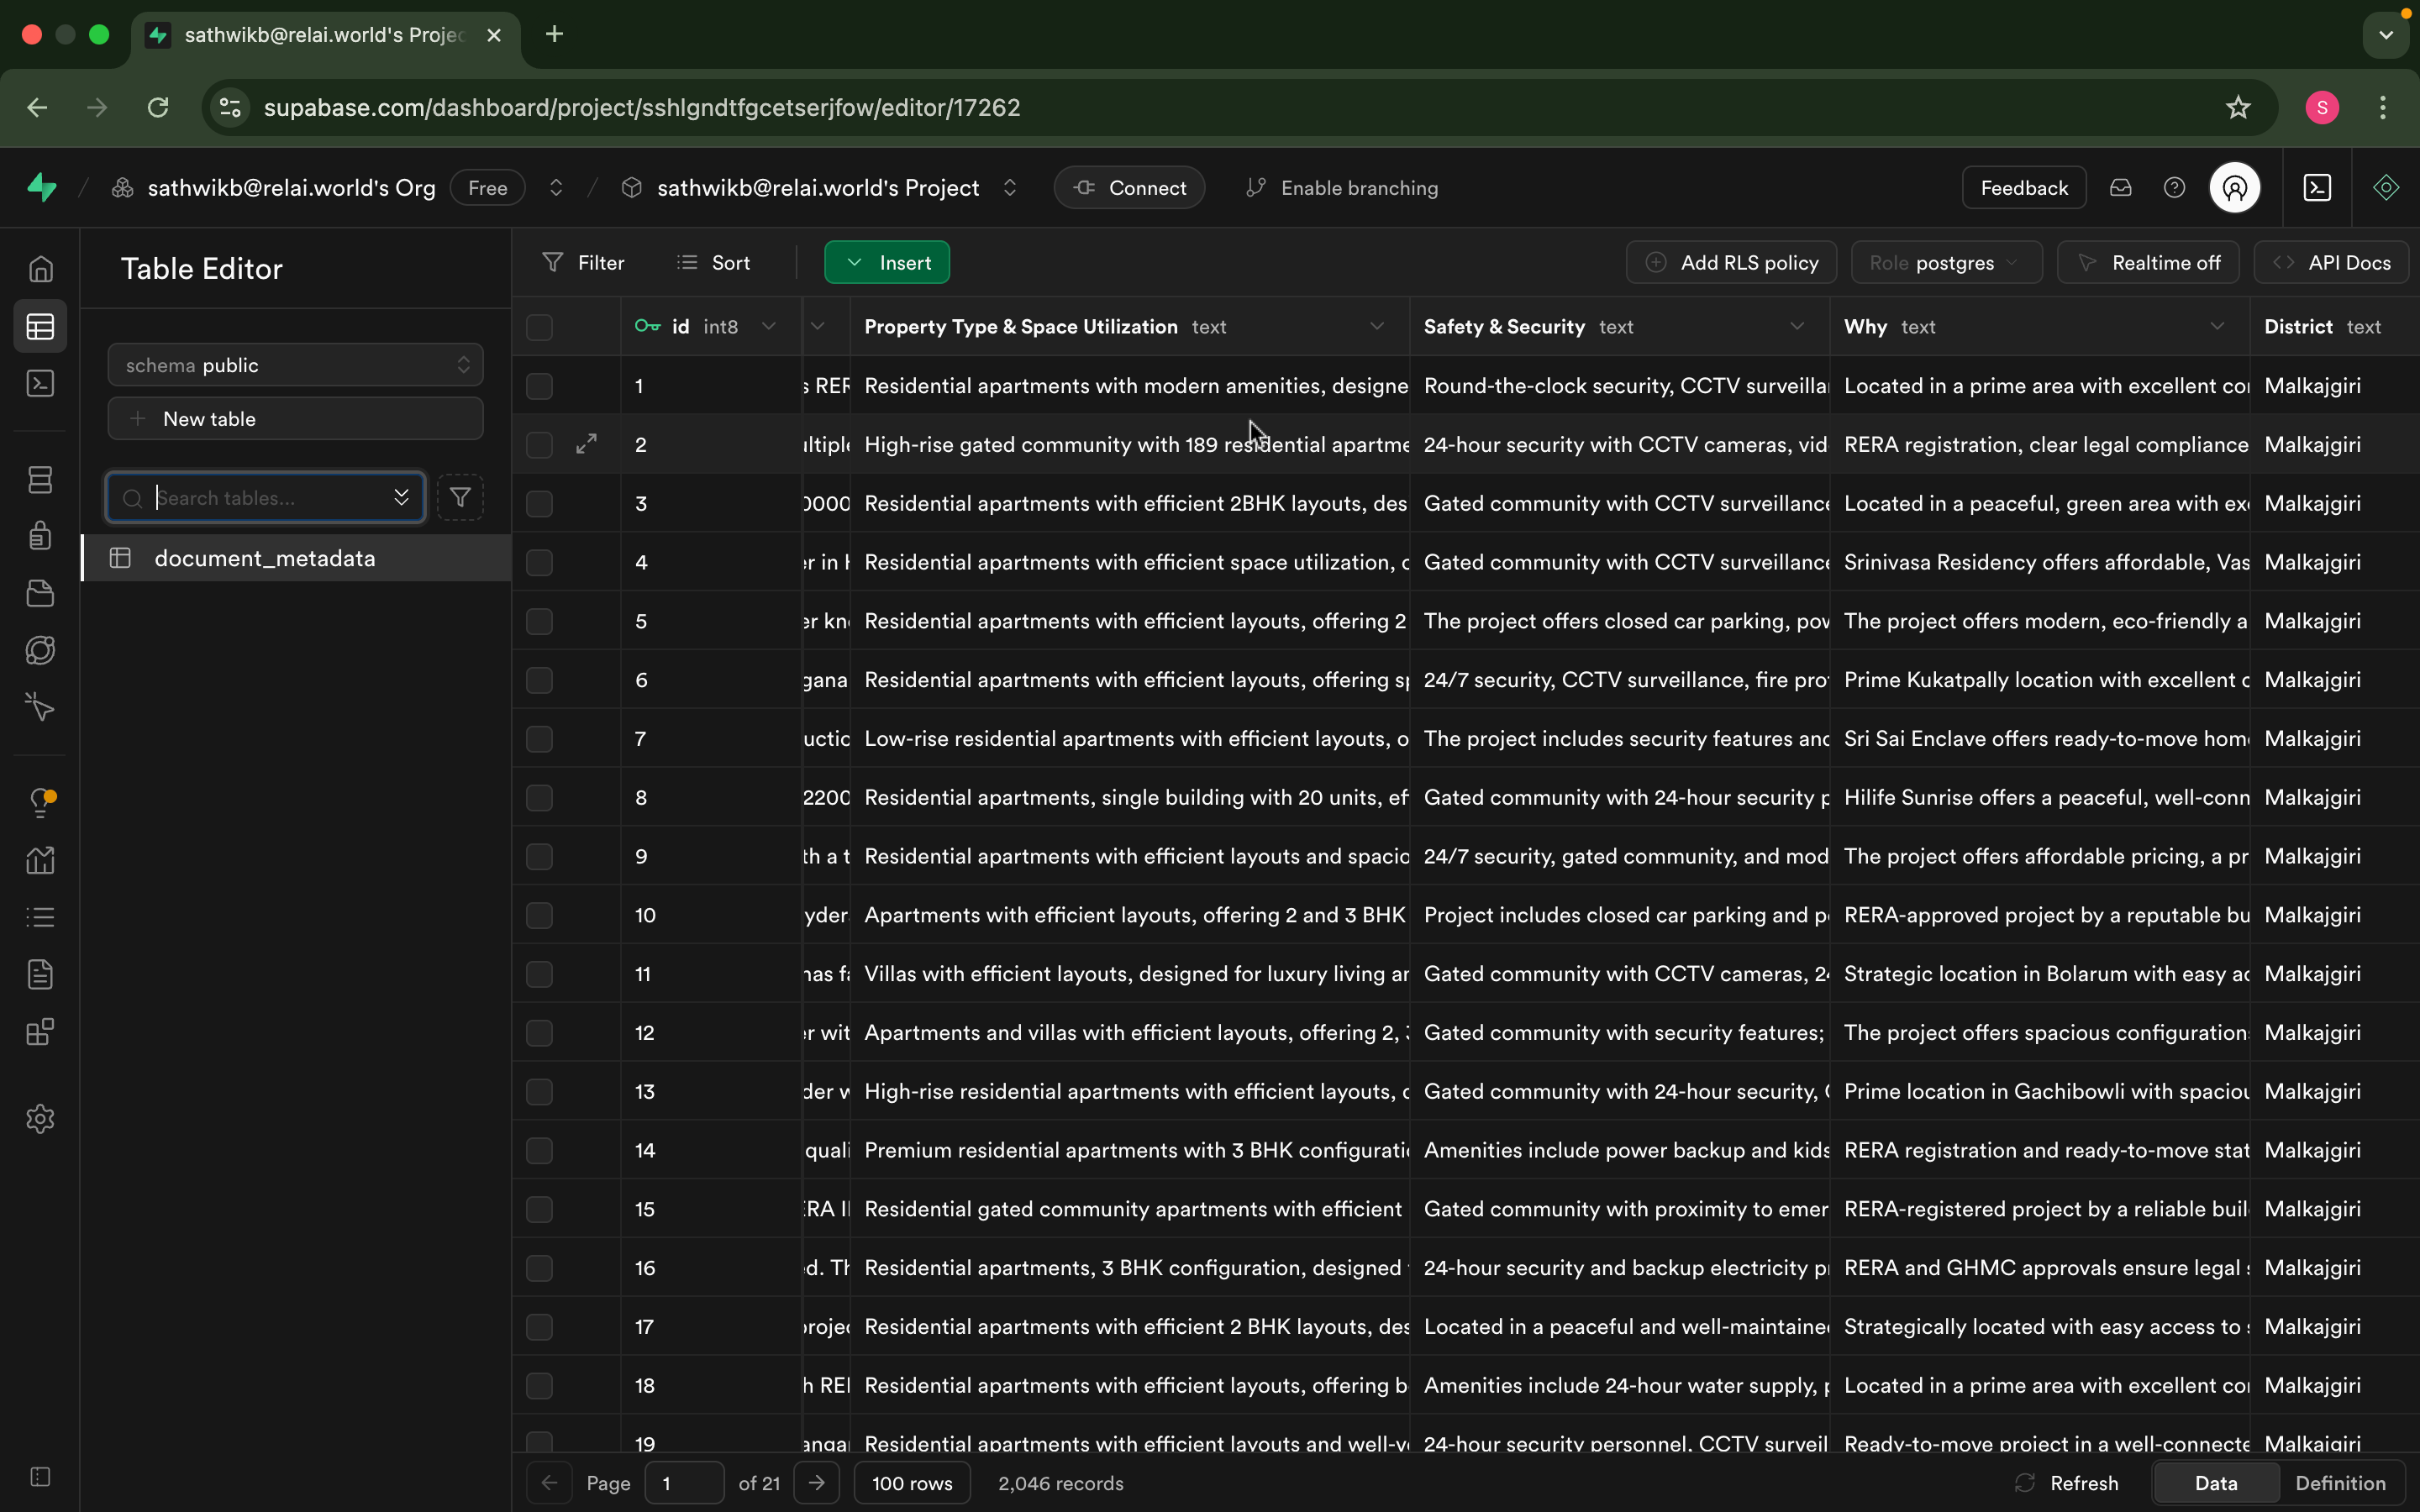 sathwikb@relai.world's Projec
supabase.com/dashboard/project/sshlgndtfgcetserjfow/editor/17262
S
sathwikb@relai.world's Org Free sathwikb@relai.world's Project Connect Enable branching Feedback
Table Editor
schema public
New table
Search tables...
document_metadata
Filter Sort Insert Add RLS policy Role postgres Realtime off API Docs
id int8 Property Type & Space Utilization text Safety & Security text Why text District text
1 s RER Residential apartments with modern amenities, designe Round-the-clock security, CCTV surveilla Located in a prime area with excellent co Malkajgiri
2 ultiple High-rise gated community with 189 residential apartme 24-hour security with CCTV cameras, vid RERA registration, clear legal compliance Malkajgiri
3 0000 Residential apartments with efficient 2BHK layouts, des Gated community with CCTV surveillance Located in a peaceful, green area with ex Malkajgiri
4 er in H Residential apartments with efficient space utilization, c Gated community with CCTV surveillance Srinivasa Residency offers affordable, Vas Malkajgiri
5 er kn Residential apartments with efficient layouts, offering 2 The project offers closed car parking, pow The project offers modern, eco-friendly a Malkajgiri
6 gana Residential apartments with efficient layouts, offering sp 24/7 security, CCTV surveillance, fire pro Prime Kukatpally location with excellent c Malkajgiri
7 uctio Low-rise residential apartments with efficient layouts, o The project includes security features and Sri Sai Enclave offers ready-to-move hom Malkajgiri
8 2200 Residential apartments, single building with 20 units, ef Gated community with 24-hour security p Hilife Sunrise offers a peaceful, well-conn Malkajgiri
9 th a t Residential apartments with efficient layouts and spacio 24/7 security, gated community, and mod The project offers affordable pricing, a pr Malkajgiri
10 yder Apartments with efficient layouts, offering 2 and 3 BHK Project includes closed car parking and p RERA-approved project by a reputable bu Malkajgiri
11 has fa Villas with efficient layouts, designed for luxury living ar Gated community with CCTV cameras, 24 Strategic location in Bolarum with easy ac Malkajgiri
12 er wit Apartments and villas with efficient layouts, offering 2, 3 Gated community with security features; The project offers spacious configuration Malkajgiri
13 der w High-rise residential apartments with efficient layouts, c Gated community with 24-hour security, C Prime location in Gachibowli with spaciou Malkajgiri
14 quali Premium residential apartments with 3 BHK configuratio Amenities include power backup and kids RERA registration and ready-to-move stat Malkajgiri
15 ERA I Residential gated community apartments with efficient Gated community with proximity to emer RERA-registered project by a reliable buil Malkajgiri
16 ed. Th Residential apartments, 3 BHK configuration, designed 24-hour security and backup electricity p RERA and GHMC approvals ensure legal s Malkajgiri
17 projec Residential apartments with efficient 2 BHK layouts, des Located in a peaceful and well-maintaine Strategically located with easy access to s Malkajgiri
18 h REI Residential apartments with efficient layouts, offering b Amenities include 24-hour water supply, p Located in a prime area with excellent co Malkajgiri
19 angar Residential apartments with efficient layouts and well-v 24-hour security personnel, CCTV surveil Ready-to-move project in a well-connecte Malkajgiri
Page 1 of 21 100 rows 2,046 records Refresh Data Definition